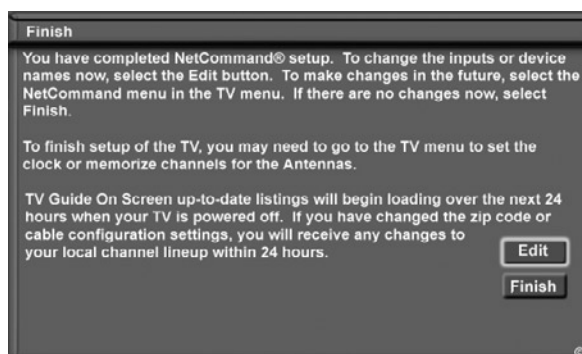 Finish
You have completed NetCommand® setup. To change the inputs or device
names now, select the Edit button. To make changes in the future, select the
NetCommand menu in the TV menu. If there are no changes now, select
Finish.
To finish setup of the TV, you may need to go to the TV menu to set the
clock or memorize channels for the Antennas.
TV Guide On Screen up-to-date listings will begin loading over the next 24
hours when your TV is powered off. If you have changed the zip code or
cable configuration settings, you will receive any changes to
your local channel lineup within 24 hours.
Edit
Finish